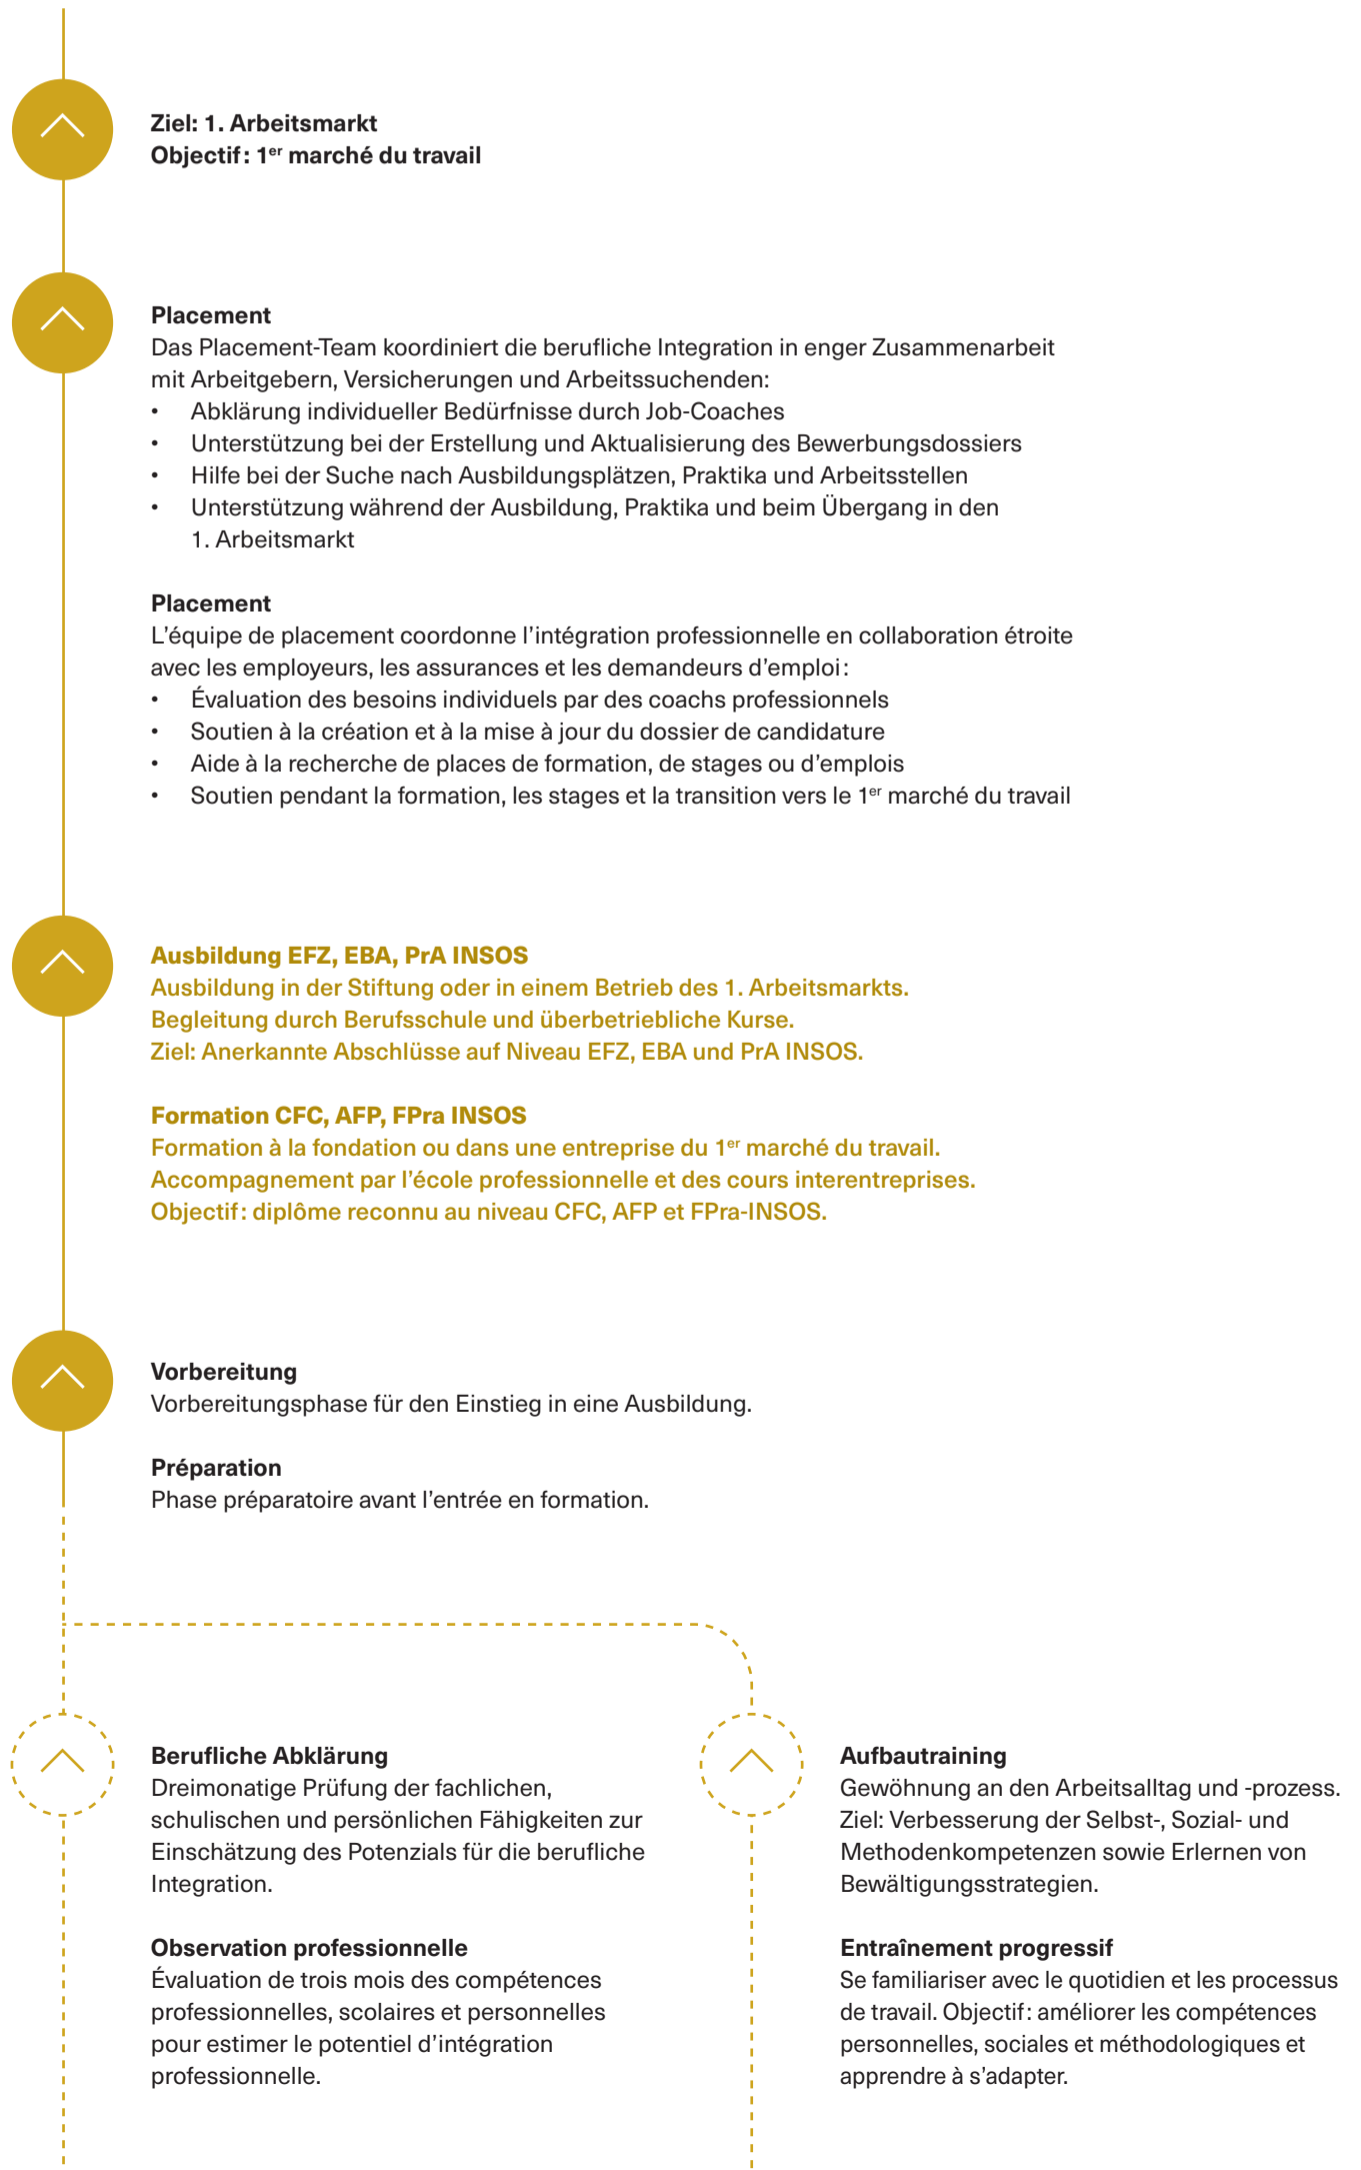 Ziel: 1. Arbeitsmarkt
Objectif : 1er marché du travail
Placement
Das Placement-Team koordiniert die berufliche Integration in enger Zusammenarbeit
mit Arbeitgebern, Versicherungen und Arbeitssuchenden:
• Abklärung individueller Bedürfnisse durch Job-Coaches
• Unterstützung bei der Erstellung und Aktualisierung des Bewerbungsdossiers
• Hilfe bei der Suche nach Ausbildungsplätzen, Praktika und Arbeitsstellen
• Unterstützung während der Ausbildung, Praktika und beim Übergang in den
1. Arbeitsmarkt
Placement
L’équipe de placement coordonne l’intégration professionnelle en collaboration étroite
avec les employeurs, les assurances et les demandeurs d’emploi :
• Évaluation des besoins individuels par des coachs professionnels
• Soutien à la création et à la mise à jour du dossier de candidature
• Aide à la recherche de places de formation, de stages ou d’emplois
• Soutien pendant la formation, les stages et la transition vers le 1er marché du travail
Ausbildung EFZ, EBA, PrA INSOS
Ausbildung in der Stiftung oder in einem Betrieb des 1. Arbeitsmarkts.
Begleitung durch Berufsschule und überbetriebliche Kurse.
Ziel: Anerkannte Abschlüsse auf Niveau EFZ, EBA und PrA INSOS.
Formation CFC, AFP, FPra INSOS
Formation à la fondation ou dans une entreprise du 1er marché du travail.
Accompagnement par l’école professionnelle et des cours interentreprises.
Objectif : diplôme reconnu au niveau CFC, AFP et FPra-INSOS.
Vorbereitung
Vorbereitungsphase für den Einstieg in eine Ausbildung.
Préparation
Phase préparatoire avant l’entrée en formation.
Berufliche Abklärung
Dreimonatige Prüfung der fachlichen,
schulischen und persönlichen Fähigkeiten zur
Einschätzung des Potenzials für die berufliche
Integration.
Observation professionnelle
Évaluation de trois mois des compétences
professionnelles, scolaires et personnelles
pour estimer le potentiel d’intégration
professionnelle.
Aufbautraining
Gewöhnung an den Arbeitsalltag und -prozess.
Ziel: Verbesserung der Selbst-, Sozial- und
Methodenkompetenzen sowie Erlernen von
Bewältigungsstrategien.
Entraînement progressif
Se familiariser avec le quotidien et les processus
de travail. Objectif : améliorer les compétences
personnelles, sociales et méthodologiques et
apprendre à s’adapter.